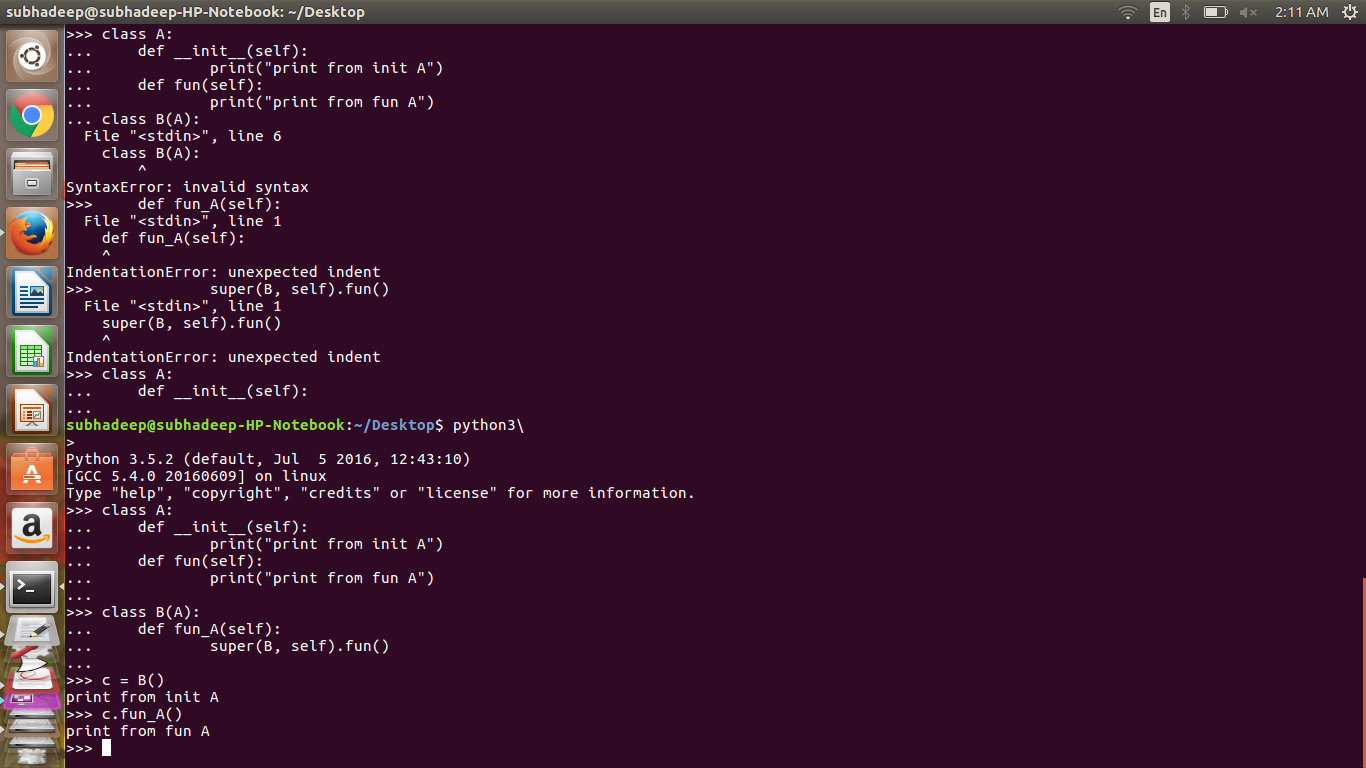 subhadeep@subhadeep-HP-Notebook: ~/Desktop
En
2:11 AM
>>> class A:
...     def __init__(self):
...             print("print from init A")
...     def fun(self):
...             print("print from fun A")
... class B(A):
  File "<stdin>", line 6
    class B(A):
        ^
SyntaxError: invalid syntax
>>>     def fun_A(self):
  File "<stdin>", line 1
    def fun_A(self):
    ^
IndentationError: unexpected indent
>>>             super(B, self).fun()
  File "<stdin>", line 1
    super(B, self).fun()
    ^
IndentationError: unexpected indent
>>> class A:
...     def __init__(self):
...
subhadeep@subhadeep-HP-Notebook:~/Desktop$ python3\
>
Python 3.5.2 (default, Jul  5 2016, 12:43:10)
[GCC 5.4.0 20160609] on linux
Type "help", "copyright", "credits" or "license" for more information.
>>> class A:
...     def __init__(self):
...             print("print from init A")
...     def fun(self):
...             print("print from fun A")
...
>>> class B(A):
...     def fun_A(self):
...             super(B, self).fun()
...
>>> c = B()
print from init A
>>> c.fun_A()
print from fun A
>>>